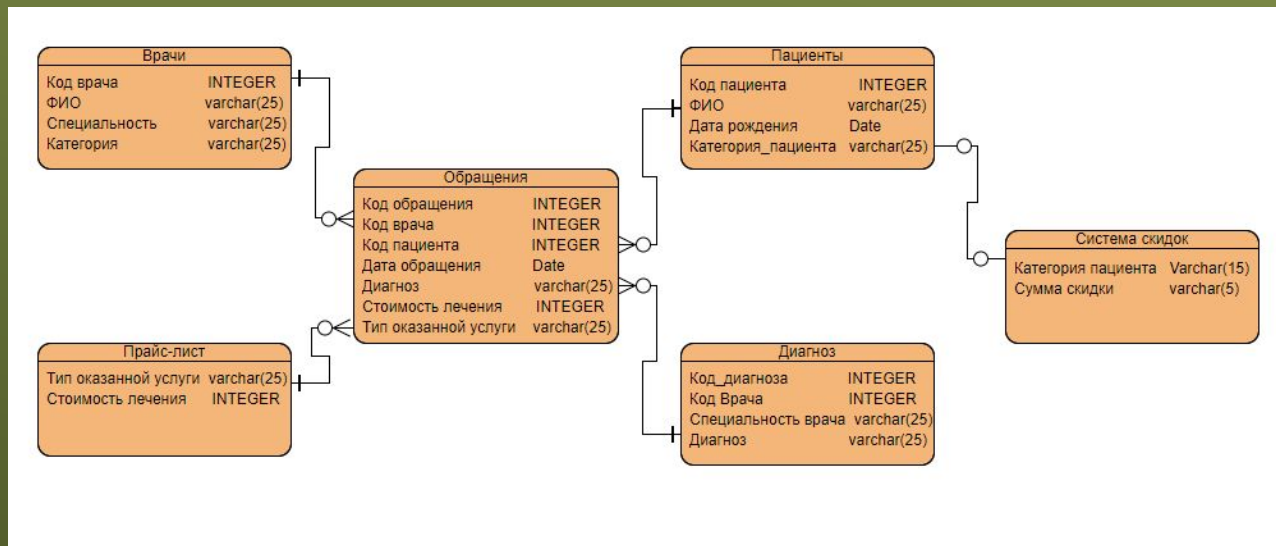 Врачи
Код врача INTEGER
ФИО varchar(25)
Специальность varchar(25)
Категория varchar(25)
Пациенты
Код пациента INTEGER
ФИО varchar(25)
Дата рождения Date
Категория_пациента varchar(25)
Обращения
Код обращения INTEGER
Код врача INTEGER
Код пациента INTEGER
Дата обращения Date
Диагноз varchar(25)
Стоимость лечения INTEGER
Тип оказанной услуги varchar(25)
Система скидок
Категория пациента Varchar(15)
Сумма скидки varchar(5)
Прайс-лист
Тип оказанной услуги varchar(25)
Стоимость лечения INTEGER
Диагноз
Код_диагноза INTEGER
Код Врача INTEGER
Специальность врача varchar(25)
Диагноз varchar(25)